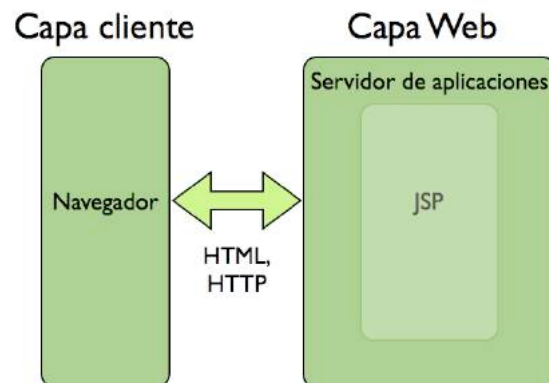 Capa cliente
Capa Web
Servidor de aplicaciones
Navegador
JSP
HTML,
HTTP